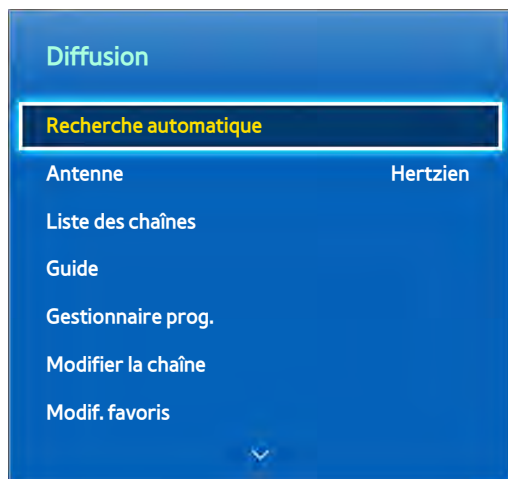 Diffusion
Recherche automatique
Antenne Hertzien
Liste des chaînes
Guide
Gestionnaire prog.
Modifier la chaîne
Modif. favoris